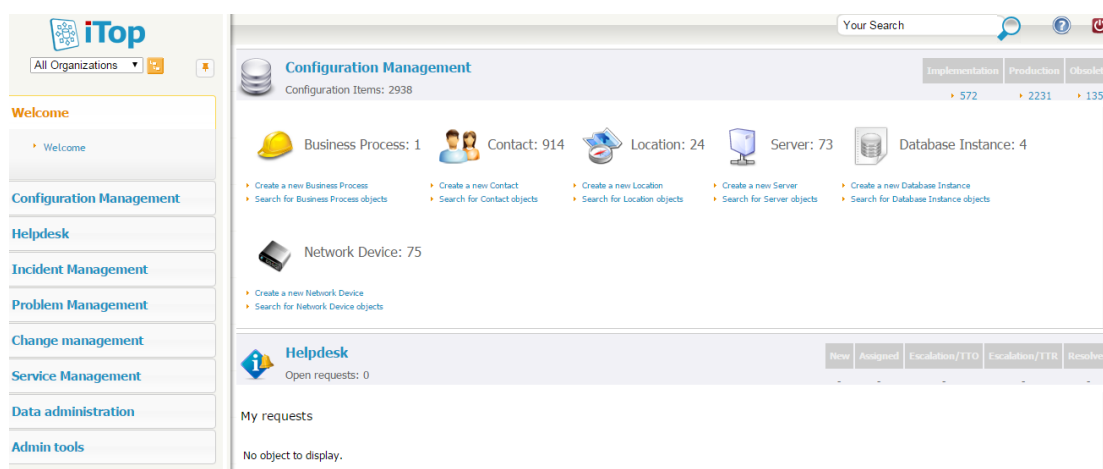 iTop
All Organizations
Welcome
Welcome
Configuration Management
Helpdesk
Incident Management
Problem Management
Change management
Service Management
Data administration
Admin tools
Your Search
Configuration Management
Configuration Items: 2938
Implementation Production Obsolet
572 2231 135
Business Process: 1 Contact: 914 Location: 24 Server: 73 Database Instance: 4
Create a new Business Process Create a new Contact Create a new Location Create a new Server Create a new Database Instance
Search for Business Process objects Search for Contact objects Search for Location objects Search for Server objects Search for Database Instance objects
Network Device: 75
Create a new Network Device
Search for Network Device objects
Helpdesk
Open requests: 0
New Assigned Escalation/TTO Escalation/TTR Resolve
- - - - -
My requests
No object to display.